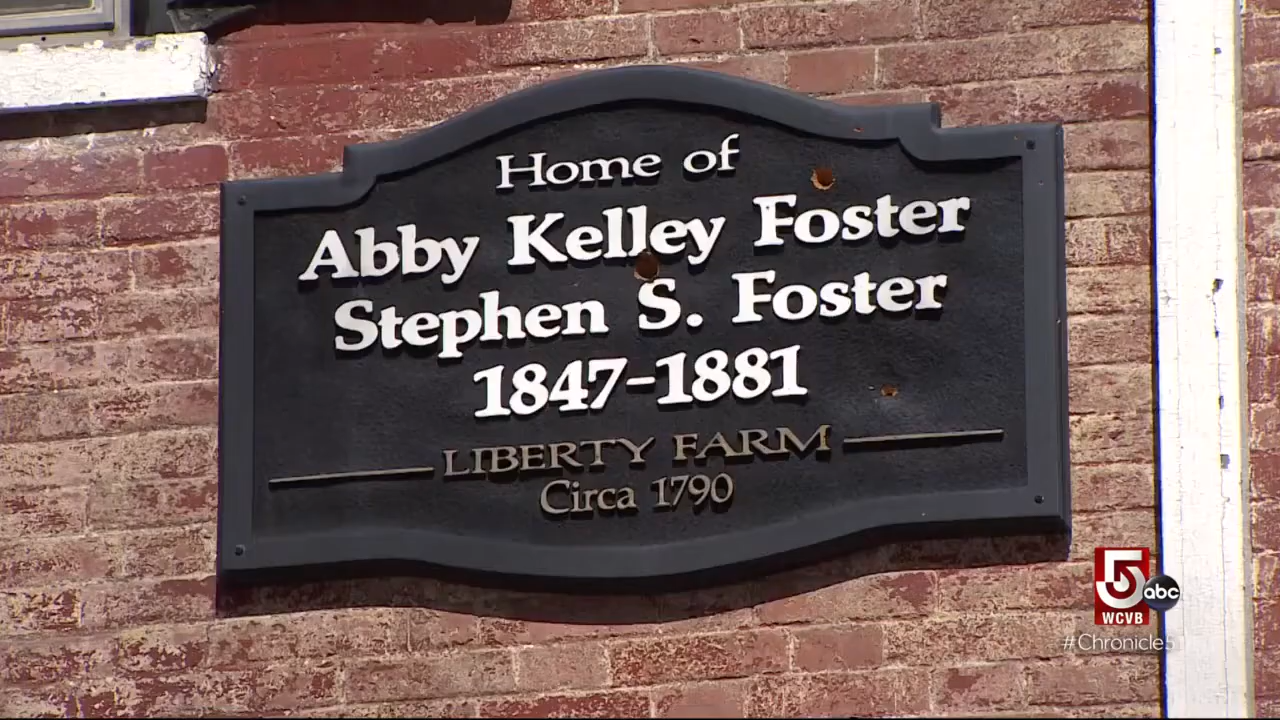 Home of
Abby Kelley Foster
Stephen S. Foster
1847-1881
LIBERTY FARM
Circa 1790
5
abc
WCVB
#Chronicle5